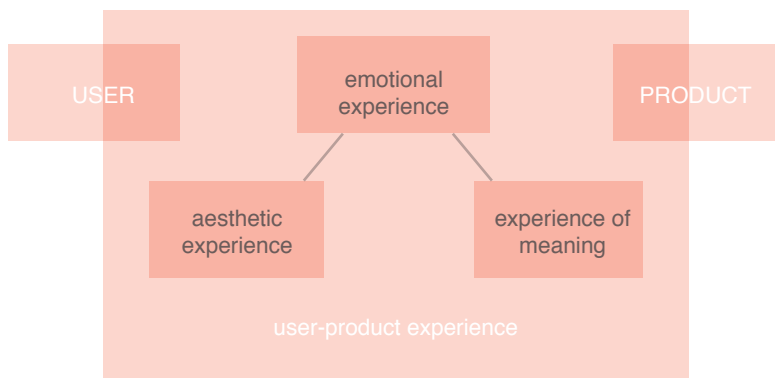 USER
emotional
experience
PRODUCT
aesthetic
experience
experience of
meaning
user-product experience